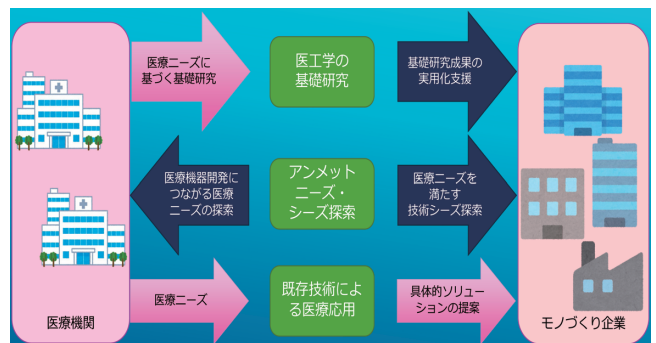 医療ニーズに
基づく基礎研究
医工学の
基礎研究
基礎研究成果の
実用化支援
医療機器開発に
つながる医療
ニーズの探索
アンメット
ニーズ・
シーズ探索
医療ニーズを
満たす
技術シーズ探索
医療ニーズ
既存技術によ
る医療応用
具体的ソリュー
ションの提案
医療機関
モノづくり企業